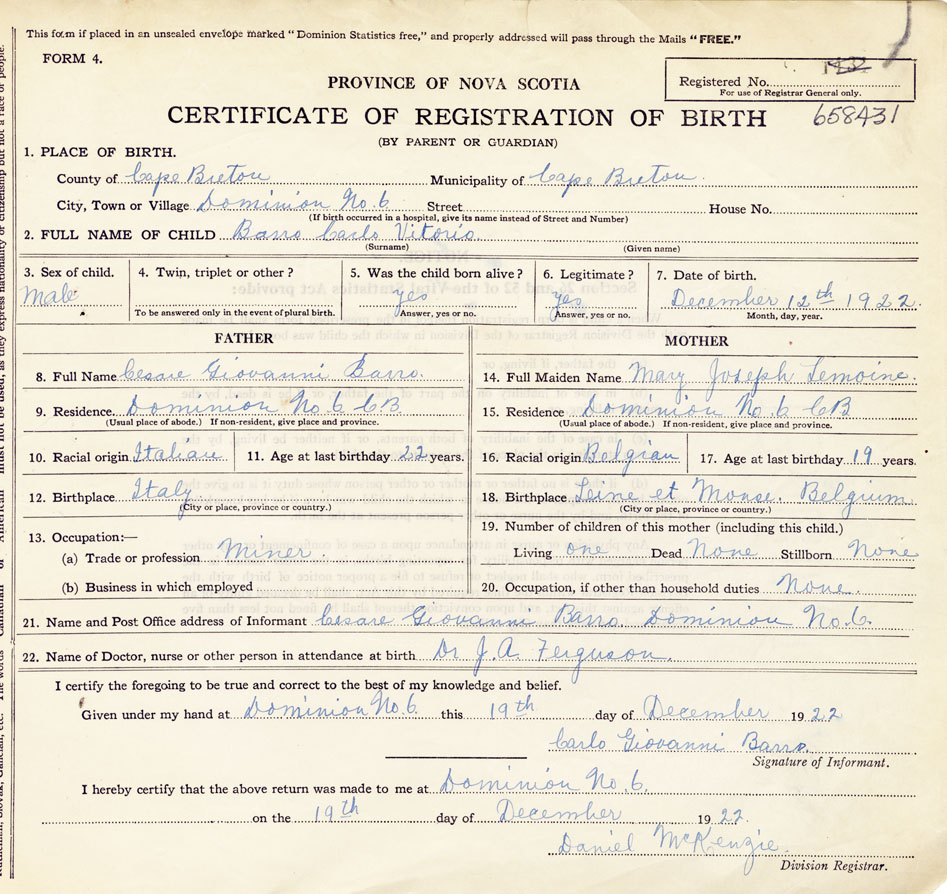 This form if placed in an unsealed envelope marked "Dominion Statistics free," and properly addressed will pass through the Mails "FREE."
FORM 4.
PROVINCE OF NOVA SCOTIA
Registered No.
For use of Registrar General only.
CERTIFICATE OF REGISTRATION OF BIRTH 658431
(BY PARENT OR GUARDIAN)
1. PLACE OF BIRTH.
County of Cape Breton Municipality of Cape Breton.
City, Town or Village Dominion No. 6 Street House No.
(If birth occurred in a hospital, give its name instead of Street and Number)
2. FULL NAME OF CHILD Barro Carlo Vitorio
(Surname) (Given name)
3. Sex of child. 4. Twin, triplet or other? 5. Was the child born alive? 6. Legitimate? 7. Date of birth.
Male yes yes December 12th 1922.
To be answered only in the event of plural birth. Answer, yes or no. Answer, yes or no. Month, day, year.
FATHER
8. Full Name Cesare Giovanni Barro.
9. Residence. Dominion No. 6 C.B.
(Usual place of abode.) If non-resident, give place and province.
10. Racial origin Italian 11. Age at last birthday 22 years.
12. Birthplace Italy
(City or place, province or country.)
13. Occupation:—
(a) Trade or profession Miner.
(b) Business in which employed
MOTHER
14. Full Maiden Name Mary Joseph Lemoine.
15. Residence Dominion No. 6 CB
(Usual place of abode.) If non-resident, give place and province.
16. Racial origin Belgian 17. Age at last birthday 19 years.
18. Birthplace Leine et Monse. Belgium.
(City or place, province or country.)
19. Number of children of this mother (including this child.)
Living one Dead None Stillborn None
20. Occupation, if other than household duties None.
21. Name and Post Office address of Informant Cesare Giovanni Barro. Dominion No. 6.
22. Name of Doctor, nurse or other person in attendance at birth Dr J. A. Ferguson.
I certify the foregoing to be true and correct to the best of my knowledge and belief.
Given under my hand at Dominion No. 6. this 19th day of December 1922
Carlo Giovanni Barro.
Signature of Informant.
I hereby certify that the above return was made to me at Dominion No. 6.
on the 19th day of December 1922.
Daniel McKenzie.
Division Registrar.